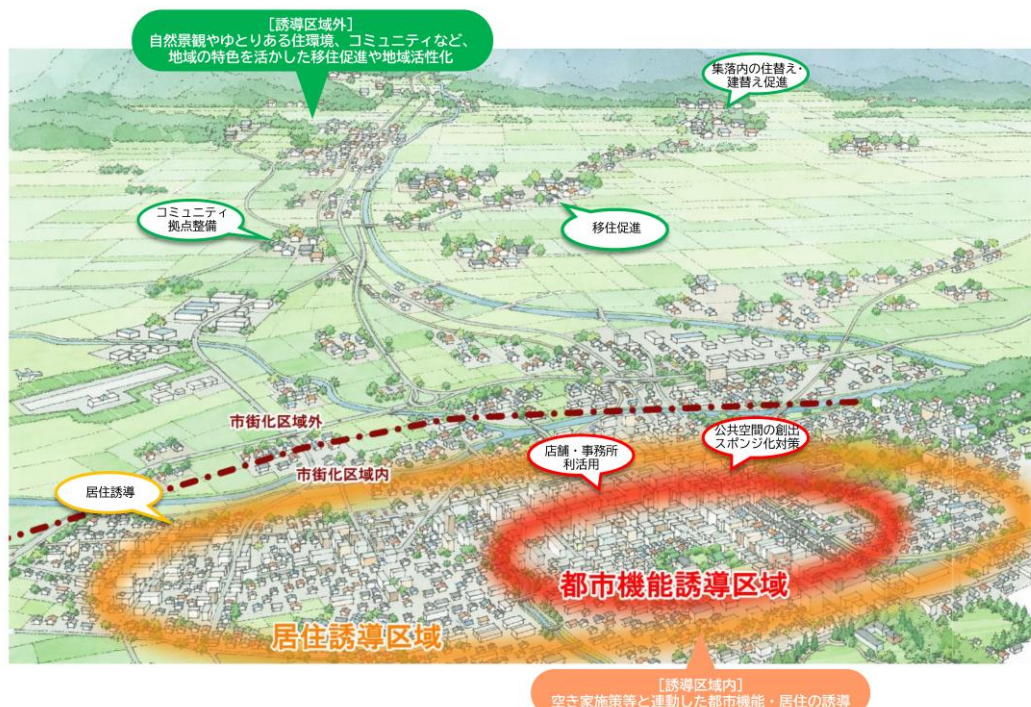 [誘導区域外]
自然景観やゆとりある住環境、コミュニティなど、
地域の特色を活かした移住促進や地域活性化
集落内の住替え・
建替え促進
コミュニティ
拠点整備
移住促進
市街化区域外
市街化区域内
店舗・事務所
利活用
公共空間の創出
スポンジ化対策
居住誘導
都市機能誘導区域
居住誘導区域
[誘導区域内]
空き家施策等と連動した都市機能・居住の誘導